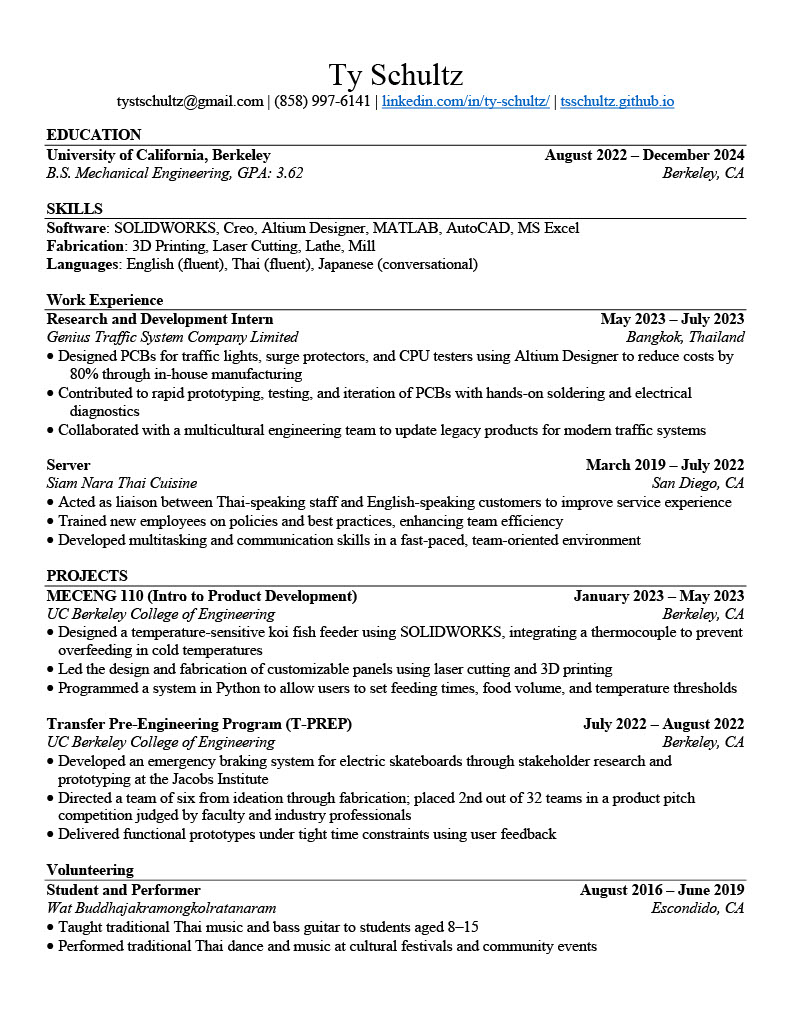 Ty Schultz
tystschultz@gmail.com | (858) 997-6141 | linkedin.com/in/ty-schultz/ | tsschultz.github.io
EDUCATION
University of California, Berkeley August 2022 – December 2024
B.S. Mechanical Engineering, GPA: 3.62 Berkeley, CA
SKILLS
Software: SOLIDWORKS, Creo, Altium Designer, MATLAB, AutoCAD, MS Excel
Fabrication: 3D Printing, Laser Cutting, Lathe, Mill
Languages: English (fluent), Thai (fluent), Japanese (conversational)
Work Experience
Research and Development Intern May 2023 – July 2023
Genius Traffic System Company Limited Bangkok, Thailand
• Designed PCBs for traffic lights, surge protectors, and CPU testers using Altium Designer to reduce costs by
80% through in-house manufacturing
• Contributed to rapid prototyping, testing, and iteration of PCBs with hands-on soldering and electrical
diagnostics
• Collaborated with a multicultural engineering team to update legacy products for modern traffic systems
Server March 2019 – July 2022
Siam Nara Thai Cuisine San Diego, CA
• Acted as liaison between Thai-speaking staff and English-speaking customers to improve service experience
• Trained new employees on policies and best practices, enhancing team efficiency
• Developed multitasking and communication skills in a fast-paced, team-oriented environment
PROJECTS
MECENG 110 (Intro to Product Development) January 2023 – May 2023
UC Berkeley College of Engineering Berkeley, CA
• Designed a temperature-sensitive koi fish feeder using SOLIDWORKS, integrating a thermocouple to prevent
overfeeding in cold temperatures
• Led the design and fabrication of customizable panels using laser cutting and 3D printing
• Programmed a system in Python to allow users to set feeding times, food volume, and temperature thresholds
Transfer Pre-Engineering Program (T-PREP) July 2022 – August 2022
UC Berkeley College of Engineering Berkeley, CA
• Developed an emergency braking system for electric skateboards through stakeholder research and
prototyping at the Jacobs Institute
• Directed a team of six from ideation through fabrication; placed 2nd out of 32 teams in a product pitch
competition judged by faculty and industry professionals
• Delivered functional prototypes under tight time constraints using user feedback
Volunteering
Student and Performer August 2016 – June 2019
Wat Buddhajakramongkolratanaram Escondido, CA
• Taught traditional Thai music and bass guitar to students aged 8–15
• Performed traditional Thai dance and music at cultural festivals and community events